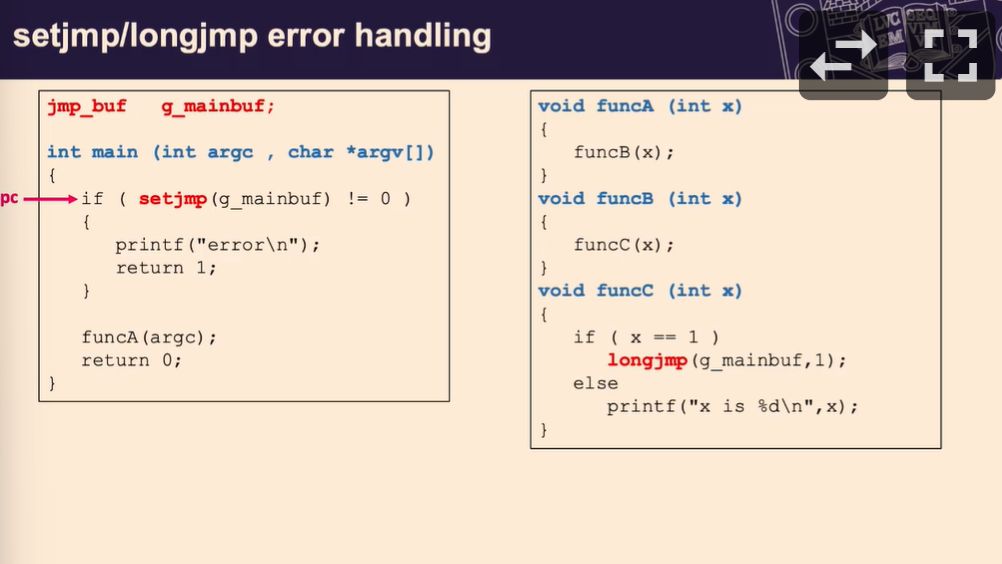 setjmp/longjmp error handling
jmp_buf   g_mainbuf;
int main (int argc , char *argv[])
{
pc
if ( setjmp(g_mainbuf) != 0 )
{
printf("error\n");
return 1;
}
funcA(argc);
return 0;
}
void funcA (int x)
{
funcB(x);
}
void funcB (int x)
{
funcC(x);
}
void funcC (int x)
{
if ( x == 1 )
longjmp(g_mainbuf,1);
else
printf("x is %d\n",x);
}